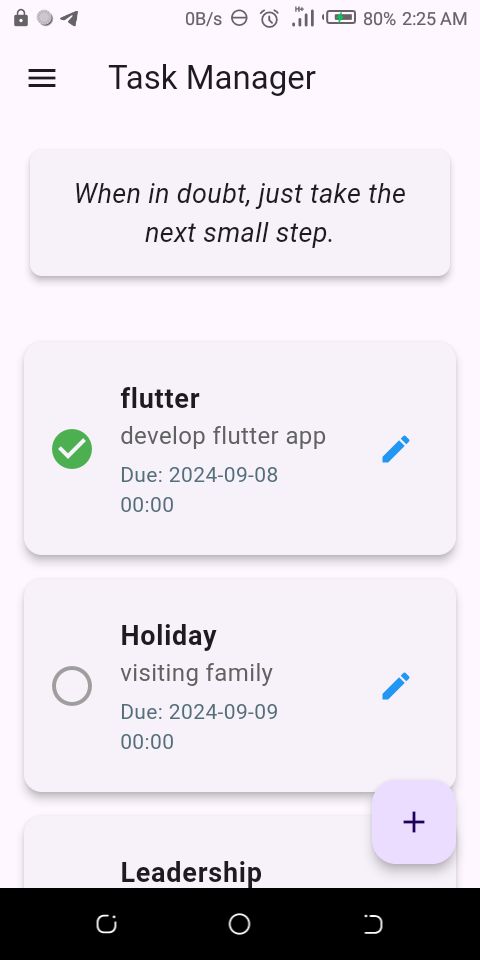 0B/s 80% 2:25 AM
Task Manager
When in doubt, just take the
next small step.
flutter
develop flutter app
Due: 2024-09-08
00:00
Holiday
visiting family
Due: 2024-09-09
00:00
Leadership